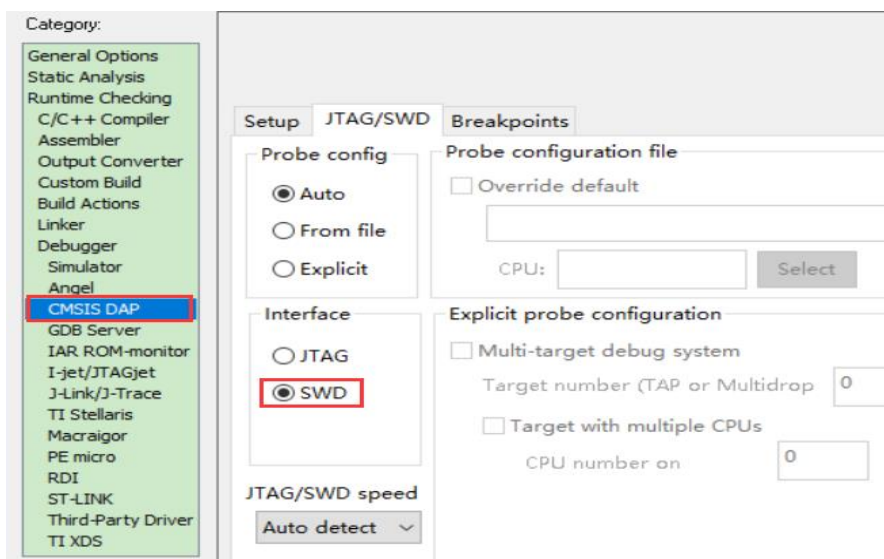 Category:
General Options
Static Analysis
Runtime Checking
C/C++ Compiler
Assembler
Output Converter
Custom Build
Build Actions
Linker
Debugger
Simulator
Angel
CMSIS DAP
GDB Server
IAR ROM-monitor
I-jet/JTAGjet
J-Link/J-Trace
TI Stellaris
Macraigor
PE micro
RDI
ST-LINK
Third-Party Driver
TI XDS
Setup JTAG/SWD Breakpoints
Probe config
Auto
From file
Explicit
Probe configuration file
Override default
CPU: Select
Interface
JTAG
SWD
Explicit probe configuration
Multi-target debug system
Target number (TAP or Multidrop 0
Target with multiple CPUs
CPU number on 0
JTAG/SWD speed
Auto detect